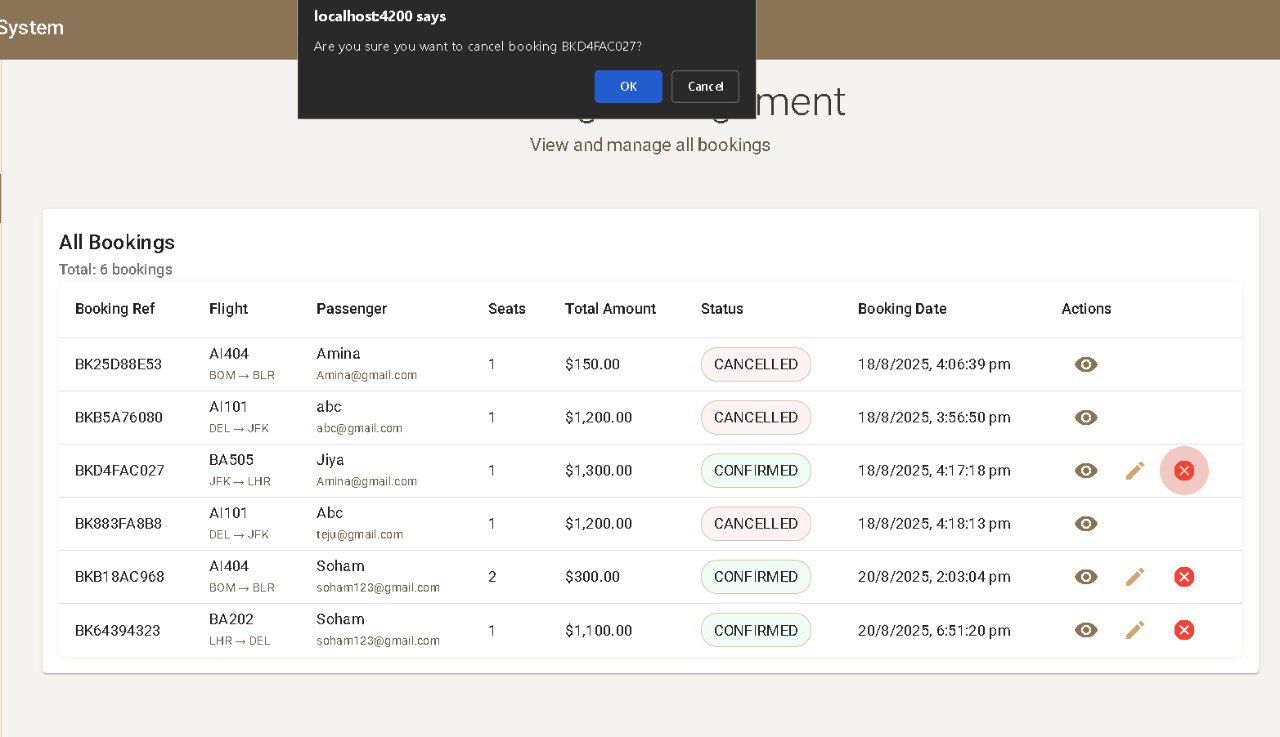 System
localhost:4200 says
Are you sure you want to cancel booking BKD4FAC027?
OK Cancel
View and manage all bookings
All Bookings
Total: 6 bookings
Booking Ref Flight Passenger Seats Total Amount Status Booking Date Actions
BK25D88E53 AI404 BOM → BLR Amina Amina@gmail.com 1 $150.00 CANCELLED 18/8/2025, 4:06:39 pm
BKB5A76080 AI101 DEL → JFK abc abc@gmail.com 1 $1,200.00 CANCELLED 18/8/2025, 3:56:50 pm
BKD4FAC027 BA505 JFK → LHR Jiya Amina@gmail.com 1 $1,300.00 CONFIRMED 18/8/2025, 4:17:18 pm
BK883FA8B8 AI101 DEL → JFK Abc teju@gmail.com 1 $1,200.00 CANCELLED 18/8/2025, 4:18:13 pm
BKB18AC968 AI404 BOM → BLR Soham soham123@gmail.com 2 $300.00 CONFIRMED 20/8/2025, 2:03:04 pm
BK64394323 BA202 LHR → DEL Soham soham123@gmail.com 1 $1,100.00 CONFIRMED 20/8/2025, 6:51:20 pm